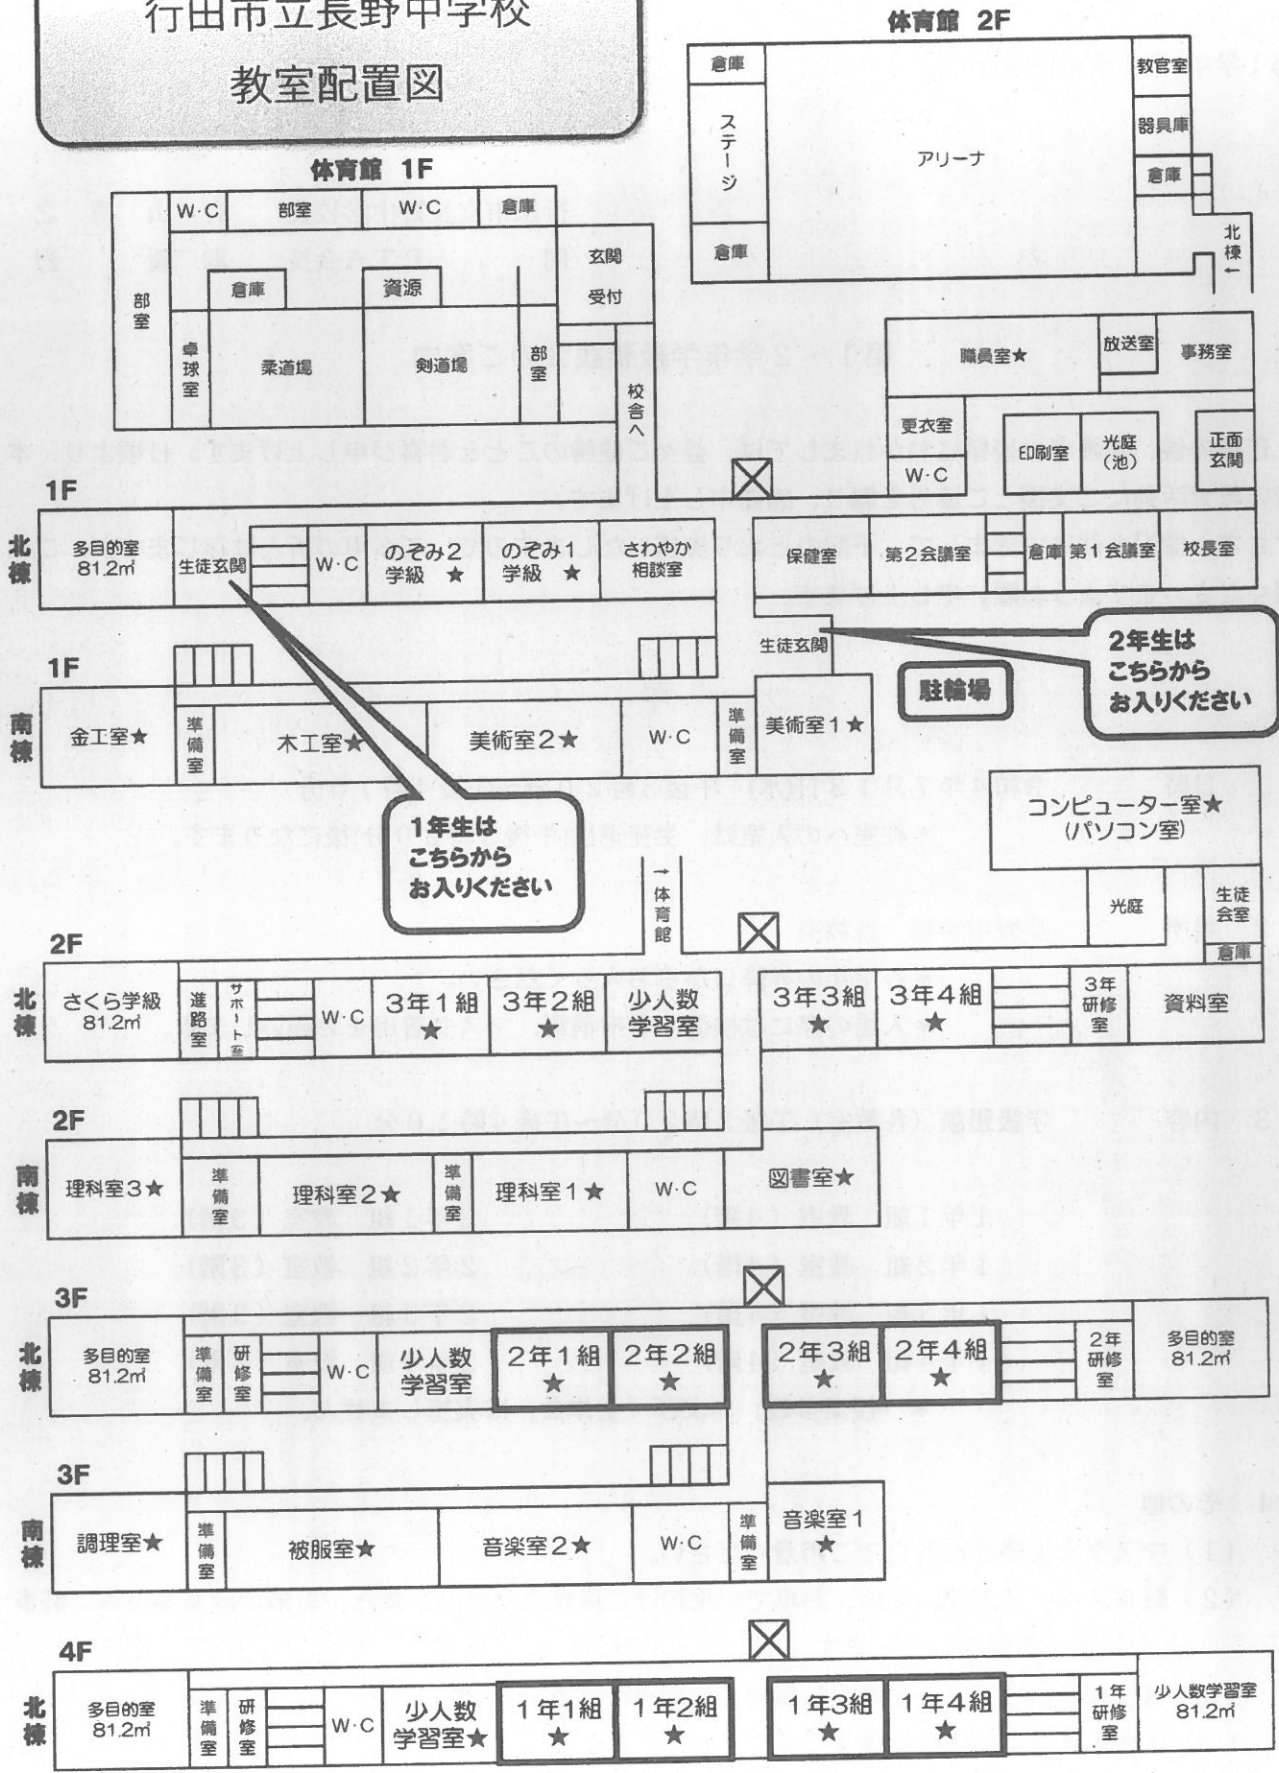 行田市立長野中学校
教室配置図
体育館 2F
倉庫
教官室
ステージ
アリーナ
器具庫
倉庫
倉庫
北棟←
体育館 1F
W·C
部室
W·C
倉庫
玄関
受付
部室
倉庫
資源
卓球室
柔道場
剣道場
部室
校舎へ
職員室★
放送室
事務室
更衣室
W·C
印刷室
光庭
(池)
正面
玄関
1F
北棟
多目的室
81.2㎡
生徒玄関
W·C
のぞみ2
学級 ★
のぞみ1
学級 ★
さわやか
相談室
保健室
第2会議室
倉庫
第1会議室
校長室
生徒玄関
駐輪場
2年生は
こちらから
お入りください
1F
南棟
金工室★
準備室
木工室★
美術室2★
W·C
準備室
美術室1★
1年生は
こちらから
お入りください
コンピューター室★
(パソコン室)
→体育館
光庭
生徒
会室
倉庫
2F
北棟
さくら学級
81.2㎡
進路室
サポート室
W·C
3年1組
★
3年2組
★
少人数
学習室
3年3組
★
3年4組
★
3年
研修
室
資料室
2F
南棟
理科室3★
準備室
理科室2★
準備室
理科室1★
W·C
図書室★
3F
北棟
多目的室
81.2㎡
準備室
研修室
W·C
少人数
学習室
2年1組
★
2年2組
★
2年3組
★
2年4組
★
2年
研修
室
多目的室
81.2㎡
3F
南棟
調理室★
準備室
被服室★
音楽室2★
W·C
準備室
音楽室1
★
4F
北棟
多目的室
81.2㎡
準備室
研修室
W·C
少人数
学習室★
1年1組
★
1年2組
★
1年3組
★
1年4組
★
1年
研修
室
少人数学習室
81.2㎡